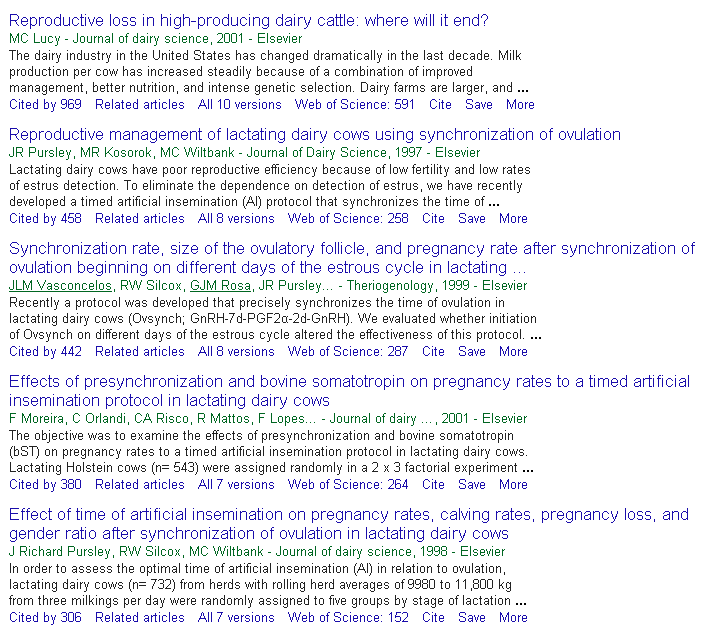 Reproductive loss in high-producing dairy cattle: where will it end?
MC Lucy - Journal of dairy science, 2001 - Elsevier
The dairy industry in the United States has changed dramatically in the last decade. Milk
production per cow has increased steadily because of a combination of improved
management, better nutrition, and intense genetic selection. Dairy farms are larger, and ...
Cited by 969 Related articles All 10 versions Web of Science: 591 Cite Save More
Reproductive management of lactating dairy cows using synchronization of ovulation
JR Pursley, MR Kosorok, MC Wiltbank - Journal of Dairy Science, 1997 - Elsevier
Lactating dairy cows have poor reproductive efficiency because of low fertility and low rates
of estrus detection. To eliminate the dependence on detection of estrus, we have recently
developed a timed artificial insemination (AI) protocol that synchronizes the time of ...
Cited by 458 Related articles All 8 versions Web of Science: 258 Cite Save More
Synchronization rate, size of the ovulatory follicle, and pregnancy rate after synchronization of
ovulation beginning on different days of the estrous cycle in lactating ...
JLM Vasconcelos, RW Silcox, GJM Rosa, JR Pursley... - Theriogenology, 1999 - Elsevier
Recently a protocol was developed that precisely synchronizes the time of ovulation in
lactating dairy cows (Ovsynch; GnRH-7d-PGF2α-2d-GnRH). We evaluated whether initiation
of Ovsynch on different days of the estrous cycle altered the effectiveness of this protocol. ...
Cited by 442 Related articles All 8 versions Web of Science: 287 Cite Save More
Effects of presynchronization and bovine somatotropin on pregnancy rates to a timed artificial
insemination protocol in lactating dairy cows
F Moreira, C Orlandi, CA Risco, R Mattos, F Lopes... - Journal of dairy ..., 2001 - Elsevier
The objective was to examine the effects of presynchronization and bovine somatotropin
(bST) on pregnancy rates to a timed artificial insemination protocol in lactating dairy cows.
Lactating Holstein cows (n= 543) were assigned randomly in a 2 x 3 factorial experiment ...
Cited by 380 Related articles All 7 versions Web of Science: 264 Cite Save More
Effect of time of artificial insemination on pregnancy rates, calving rates, pregnancy loss, and
gender ratio after synchronization of ovulation in lactating dairy cows
J Richard Pursley, RW Silcox, MC Wiltbank - Journal of dairy science, 1998 - Elsevier
In order to assess the optimal time of artificial insemination (AI) in relation to ovulation,
lactating dairy cows (n= 732) from herds with rolling herd averages of 9980 to 11,800 kg
from three milkings per day were randomly assigned to five groups by stage of lactation ...
Cited by 306 Related articles All 7 versions Web of Science: 152 Cite Save More